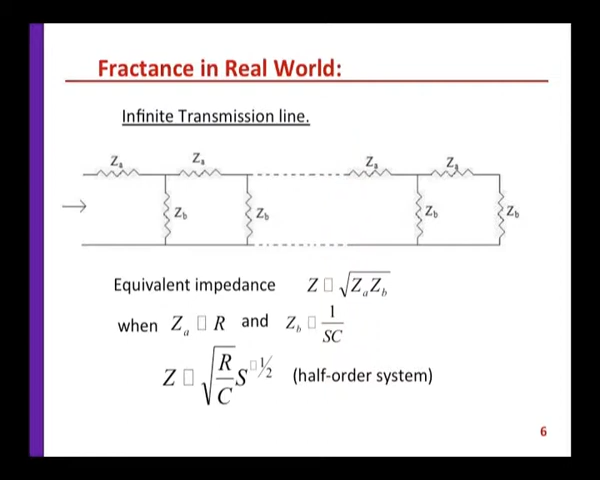 Fractance in Real World:
Infinite Transmission line.
Za Za Za Za
Zb Zb Zb Zb
Equivalent impedance Z □ √ZaZb
when Za □ R and Zb □ 1/SC
Z □ √R/C S□1/2 (half-order system)
6